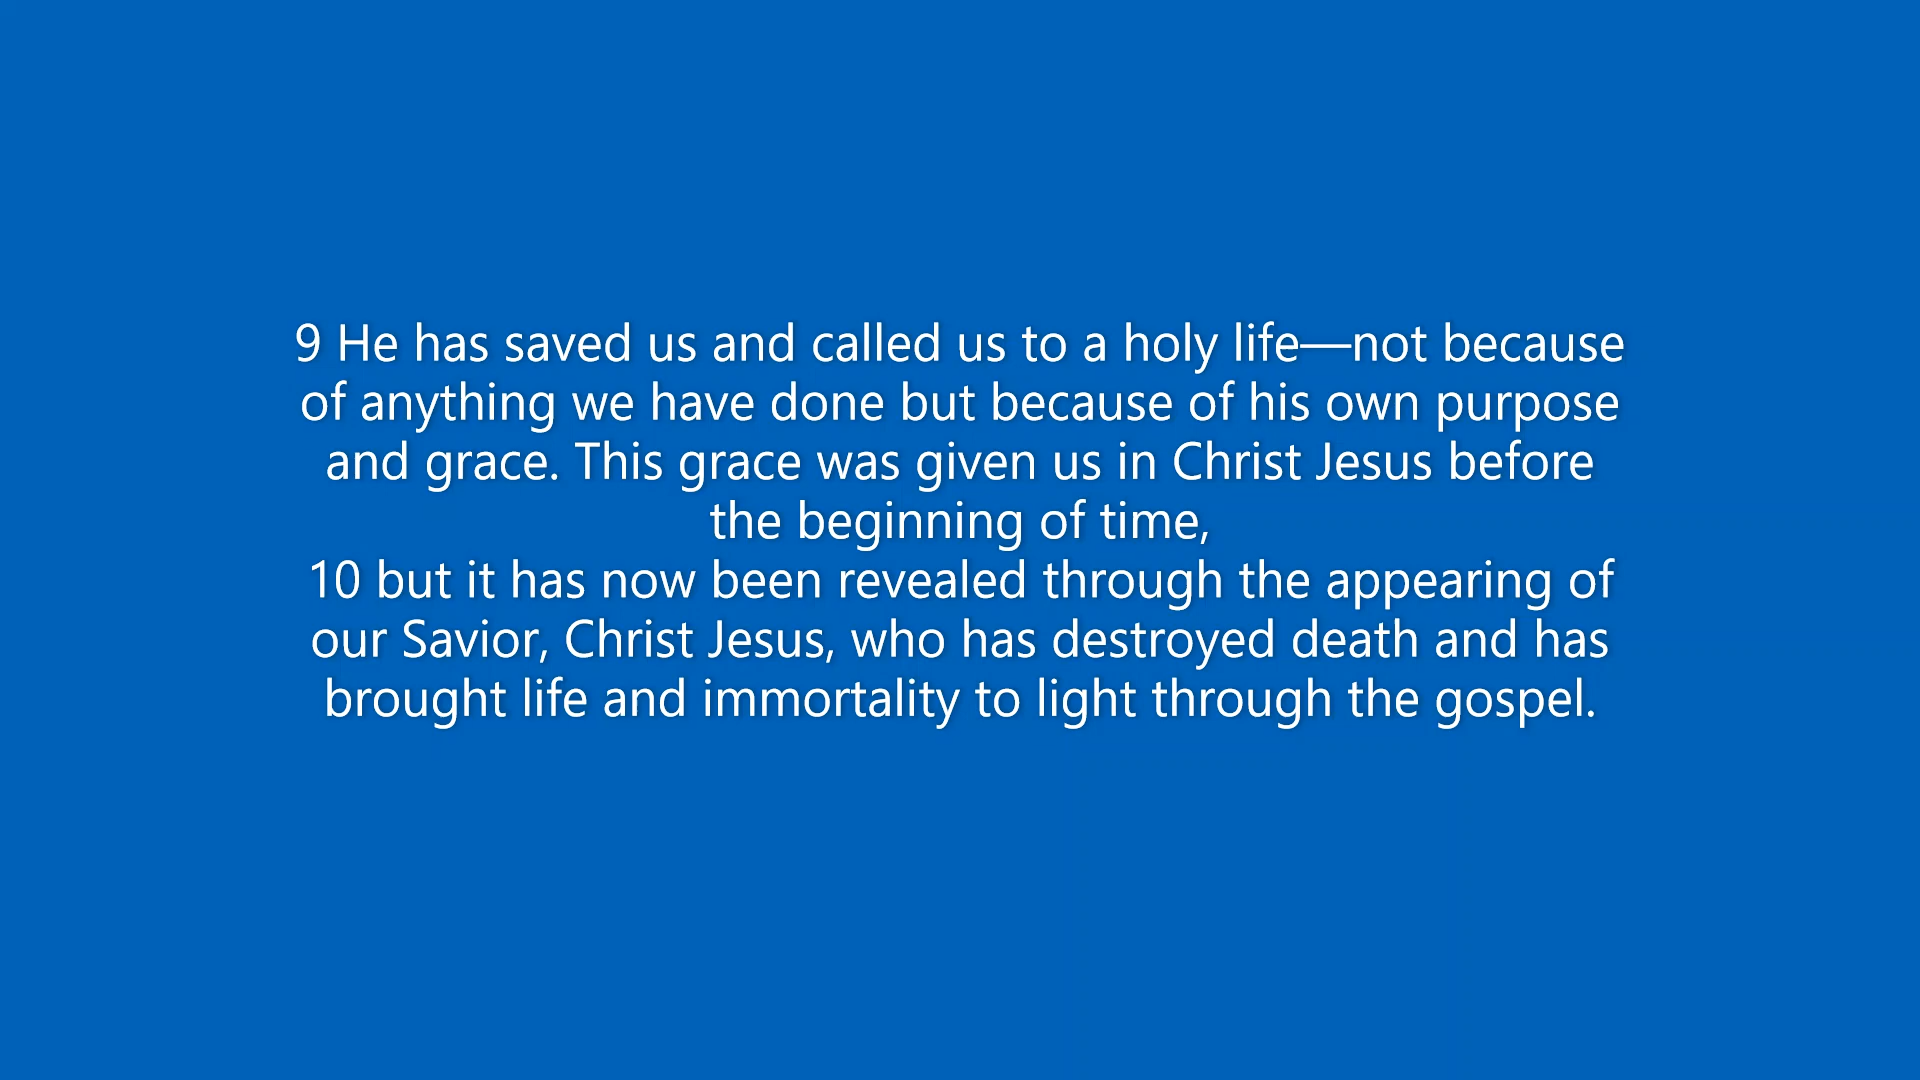 9 He has saved us and called us to a holy life—not because
of anything we have done but because of his own purpose
and grace. This grace was given us in Christ Jesus before
the beginning of time,
10 but it has now been revealed through the appearing of
our Savior, Christ Jesus, who has destroyed death and has
brought life and immortality to light through the gospel.